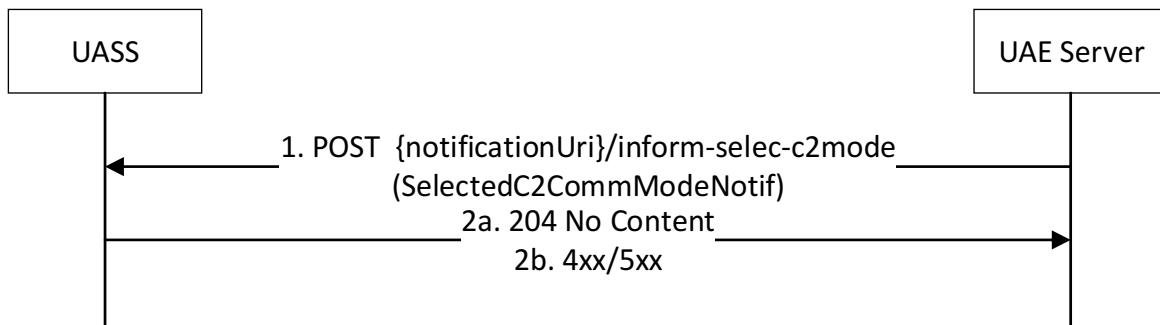 UASS
UAE Server
1. POST {notificationUri}/inform-selec-c2mode
(SelectedC2CommModeNotif)
2a. 204 No Content
2b. 4xx/5xx